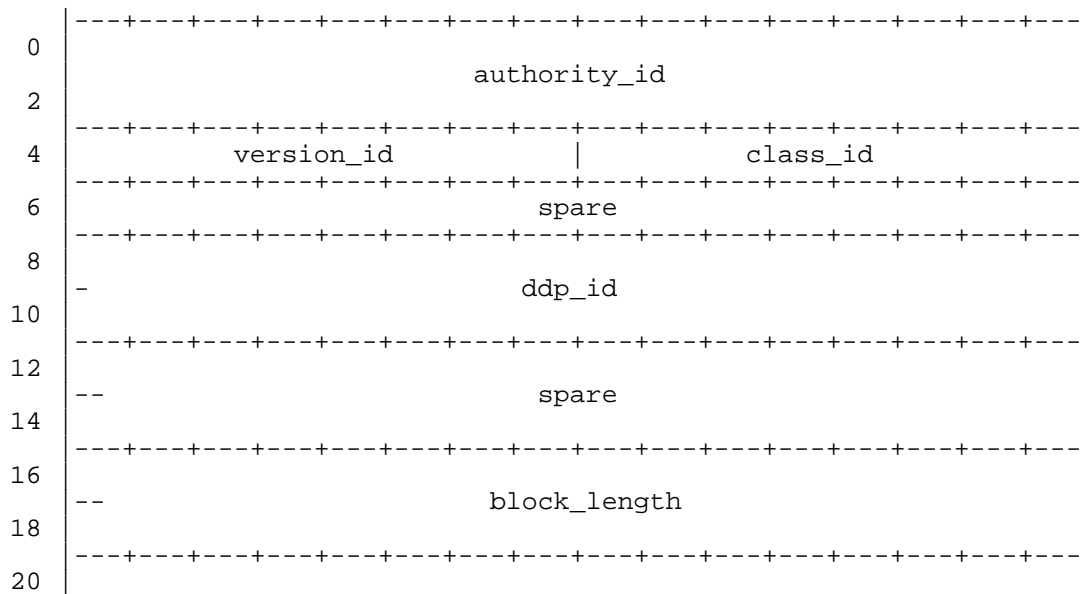 ---+---+---+---+---+---+---+---+---+---+---+---+---+---+---+---
0
authority_id
2
---+---+---+---+---+---+---+---+---+---+---+---+---+---+---+---
4 version_id | class_id
---+---+---+---+---+---+---+---+---+---+---+---+---+---+---+---
6 spare
---+---+---+---+---+---+---+---+---+---+---+---+---+---+---+---
8
- ddp_id
10
---+---+---+---+---+---+---+---+---+---+---+---+---+---+---+---
12
-- spare
14
---+---+---+---+---+---+---+---+---+---+---+---+---+---+---+---
16
-- block_length
18
---+---+---+---+---+---+---+---+---+---+---+---+---+---+---+---
20